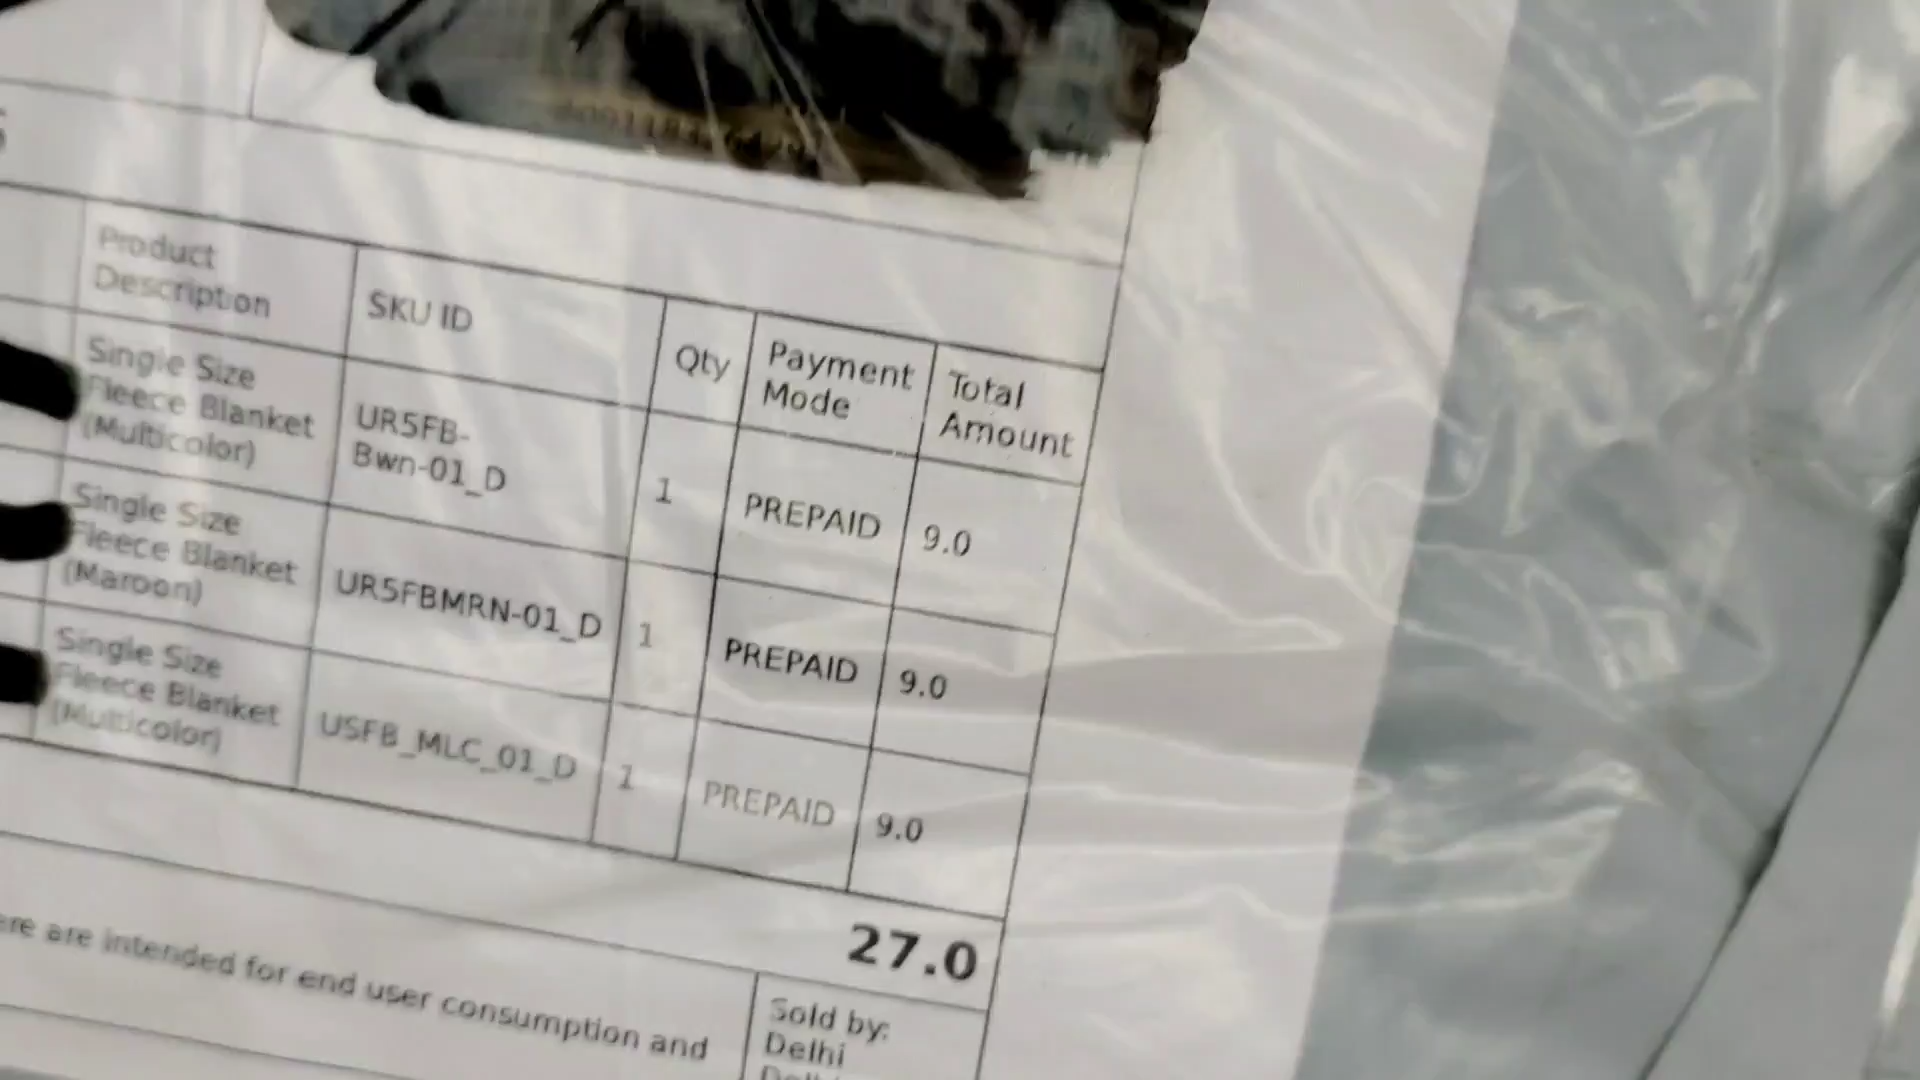 Product
Description
SKU ID
Qty
Payment
Mode
Total
Amount
Single Size
Fleece Blanket
(Multicolor)
UR5FB-
Bwn-01_D
1
PREPAID
9.0
Single Size
Fleece Blanket
(Maroon)
UR5FBMRN-01_D
1
PREPAID
9.0
Single Size
Fleece Blanket
(Multicolor)
USFB_MLC_01_D
1
PREPAID
9.0
27.0
are intended for end user consumption and
Sold by:
Delhi